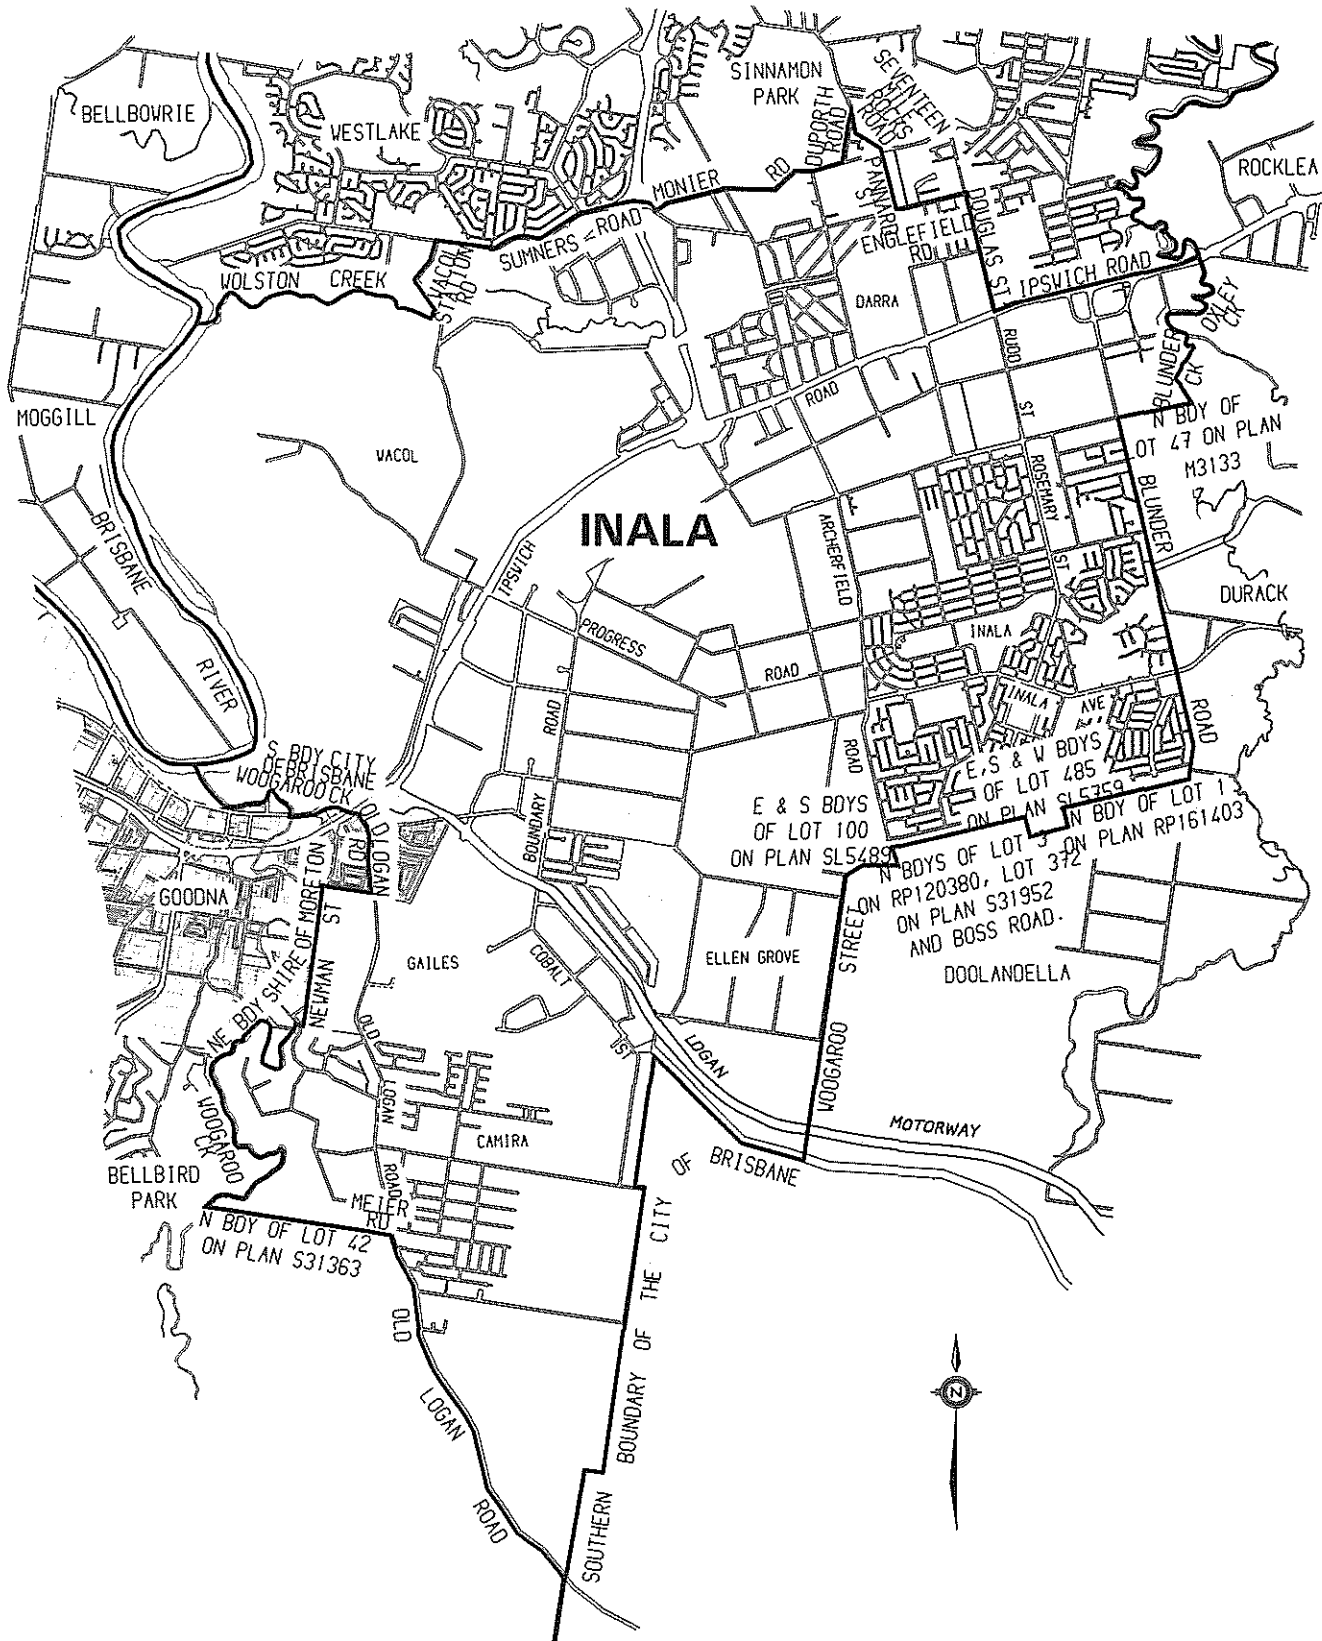 SINNAMON
PARK
BELLBOWRIE
WESTLAKE
SEVENTEEN
ROAD
DUPORTH
ROAD
PANNARD
ST
ROCKLEA
MONIER
RD
SUMNERS
ROAD
ENGLEFIELD
RD
DOUGLAS ST
IPSWICH ROAD
WOLSTON CREEK
WACOL
STATION
RD
DARRA
OXLEY
CK
BLUNDER
CK
RUDD
ST
ROAD
MOGGILL
N BDY OF
LOT 47 ON PLAN
M3133
WACOL
ROSEMARY
ST
BLUNDER
ROAD
INALA
IPSWICH
ARCHERFIELD
ROAD
BRISBANE
RIVER
DURACK
PROGRESS
ROAD
INALA
INALA
AVE
BOUNDARY
ROAD
S BDY CITY
OF BRISBANE
WOOGAROO CK
OLD LOGAN
RD
E, S & W BDYS
OF LOT 485
ON PLAN SL5359
E & S BDYS
OF LOT 100
ON PLAN SL5489
N BDY OF LOT 1
ON PLAN RP161403
N BDYS OF LOT 3
ON RP120380, LOT 372
ON PLAN S31952
AND BOSS ROAD.
GOODNA
NE BDY SHIRE OF MORETON
NEWMAN
ST
GAILES
COBALT
ST
ELLEN GROVE
DOOLANDELLA
WOOGAROO
STREET
OLD
LOGAN
ROAD
LOGAN
MOTORWAY
CAMIRA
WOOGAROO
CK
BELLBIRD
PARK
MEIER
RD
N BDY OF LOT 42
ON PLAN S31363
OLD
LOGAN
ROAD
SOUTHERN BOUNDARY OF THE CITY
OF BRISBANE
N